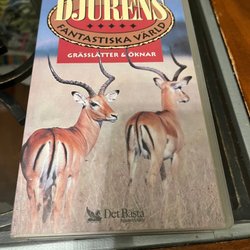 DJURENS
FANTASTISKA VÄRLD
GRÄSSLÄTTER & ÖKNAR
Det Bästa